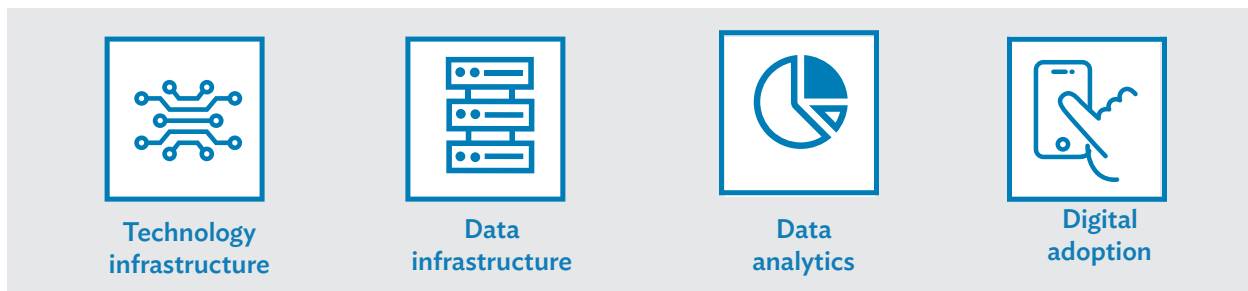 Technology
infrastructure
Data
infrastructure
Data
analytics
Digital
adoption